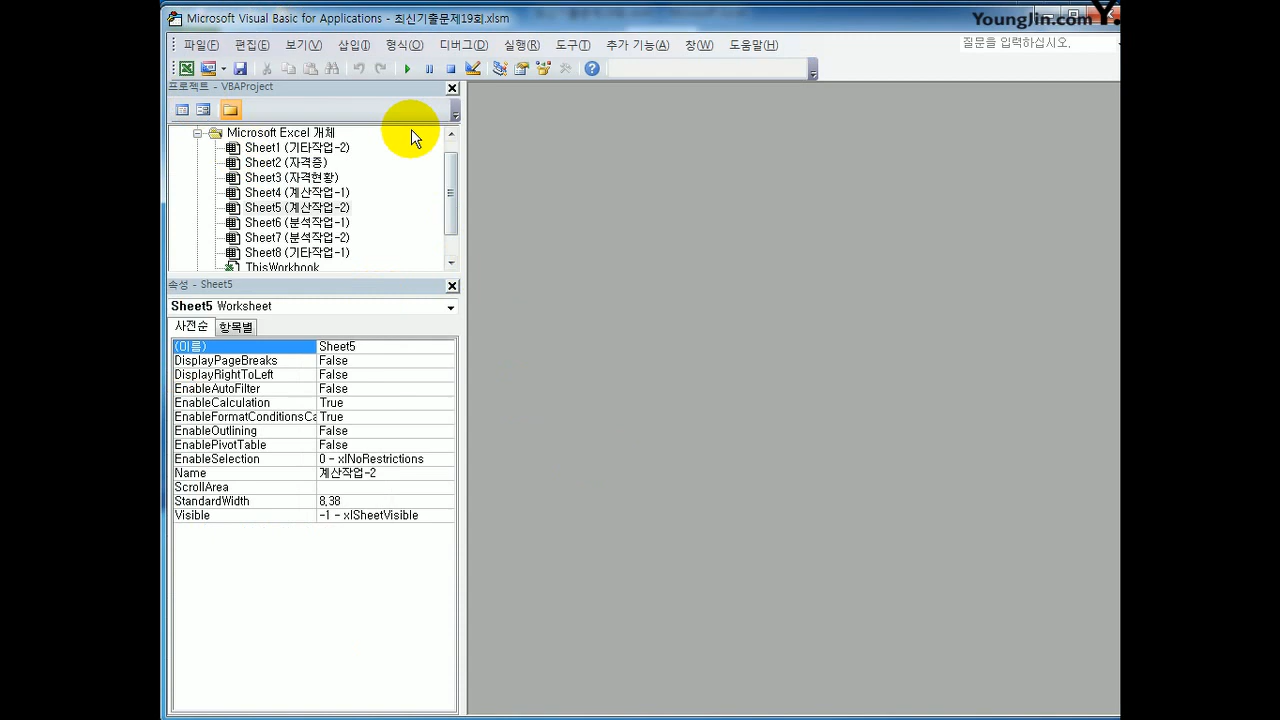 Microsoft Visual Basic for Applications 최신기출문제19회.xlsm
YoungJin.com Y.
파일(F) 편집(E) 보기(V) 삽입(I) 형식(O) 디버그(D) 실행(R) 도구(T) 추가 기능(A) 창(W) 도움말(H) 질문을 입력하십시오.
프로젝트 - VBAProject
Microsoft Excel 개체
Sheet1 (기타작업-2)
Sheet2 (자격증)
Sheet3 (자격현황)
Sheet4 (계산작업-1)
Sheet5 (계산작업-2)
Sheet6 (분석작업-1)
Sheet7 (분석작업-2)
Sheet8 (기타작업-1)
ThisWorkbook
속성 - Sheet5
Sheet5 Worksheet
사전순 항목별
(이름) Sheet5
DisplayPageBreaks False
DisplayRightToLeft False
EnableAutoFilter False
EnableCalculation True
EnableFormatConditionsCa True
EnableOutlining False
EnablePivotTable False
EnableSelection 0 - xlNoRestrictions
Name 계산작업-2
ScrollArea
StandardWidth 8,38
Visible -1 - xlSheetVisible